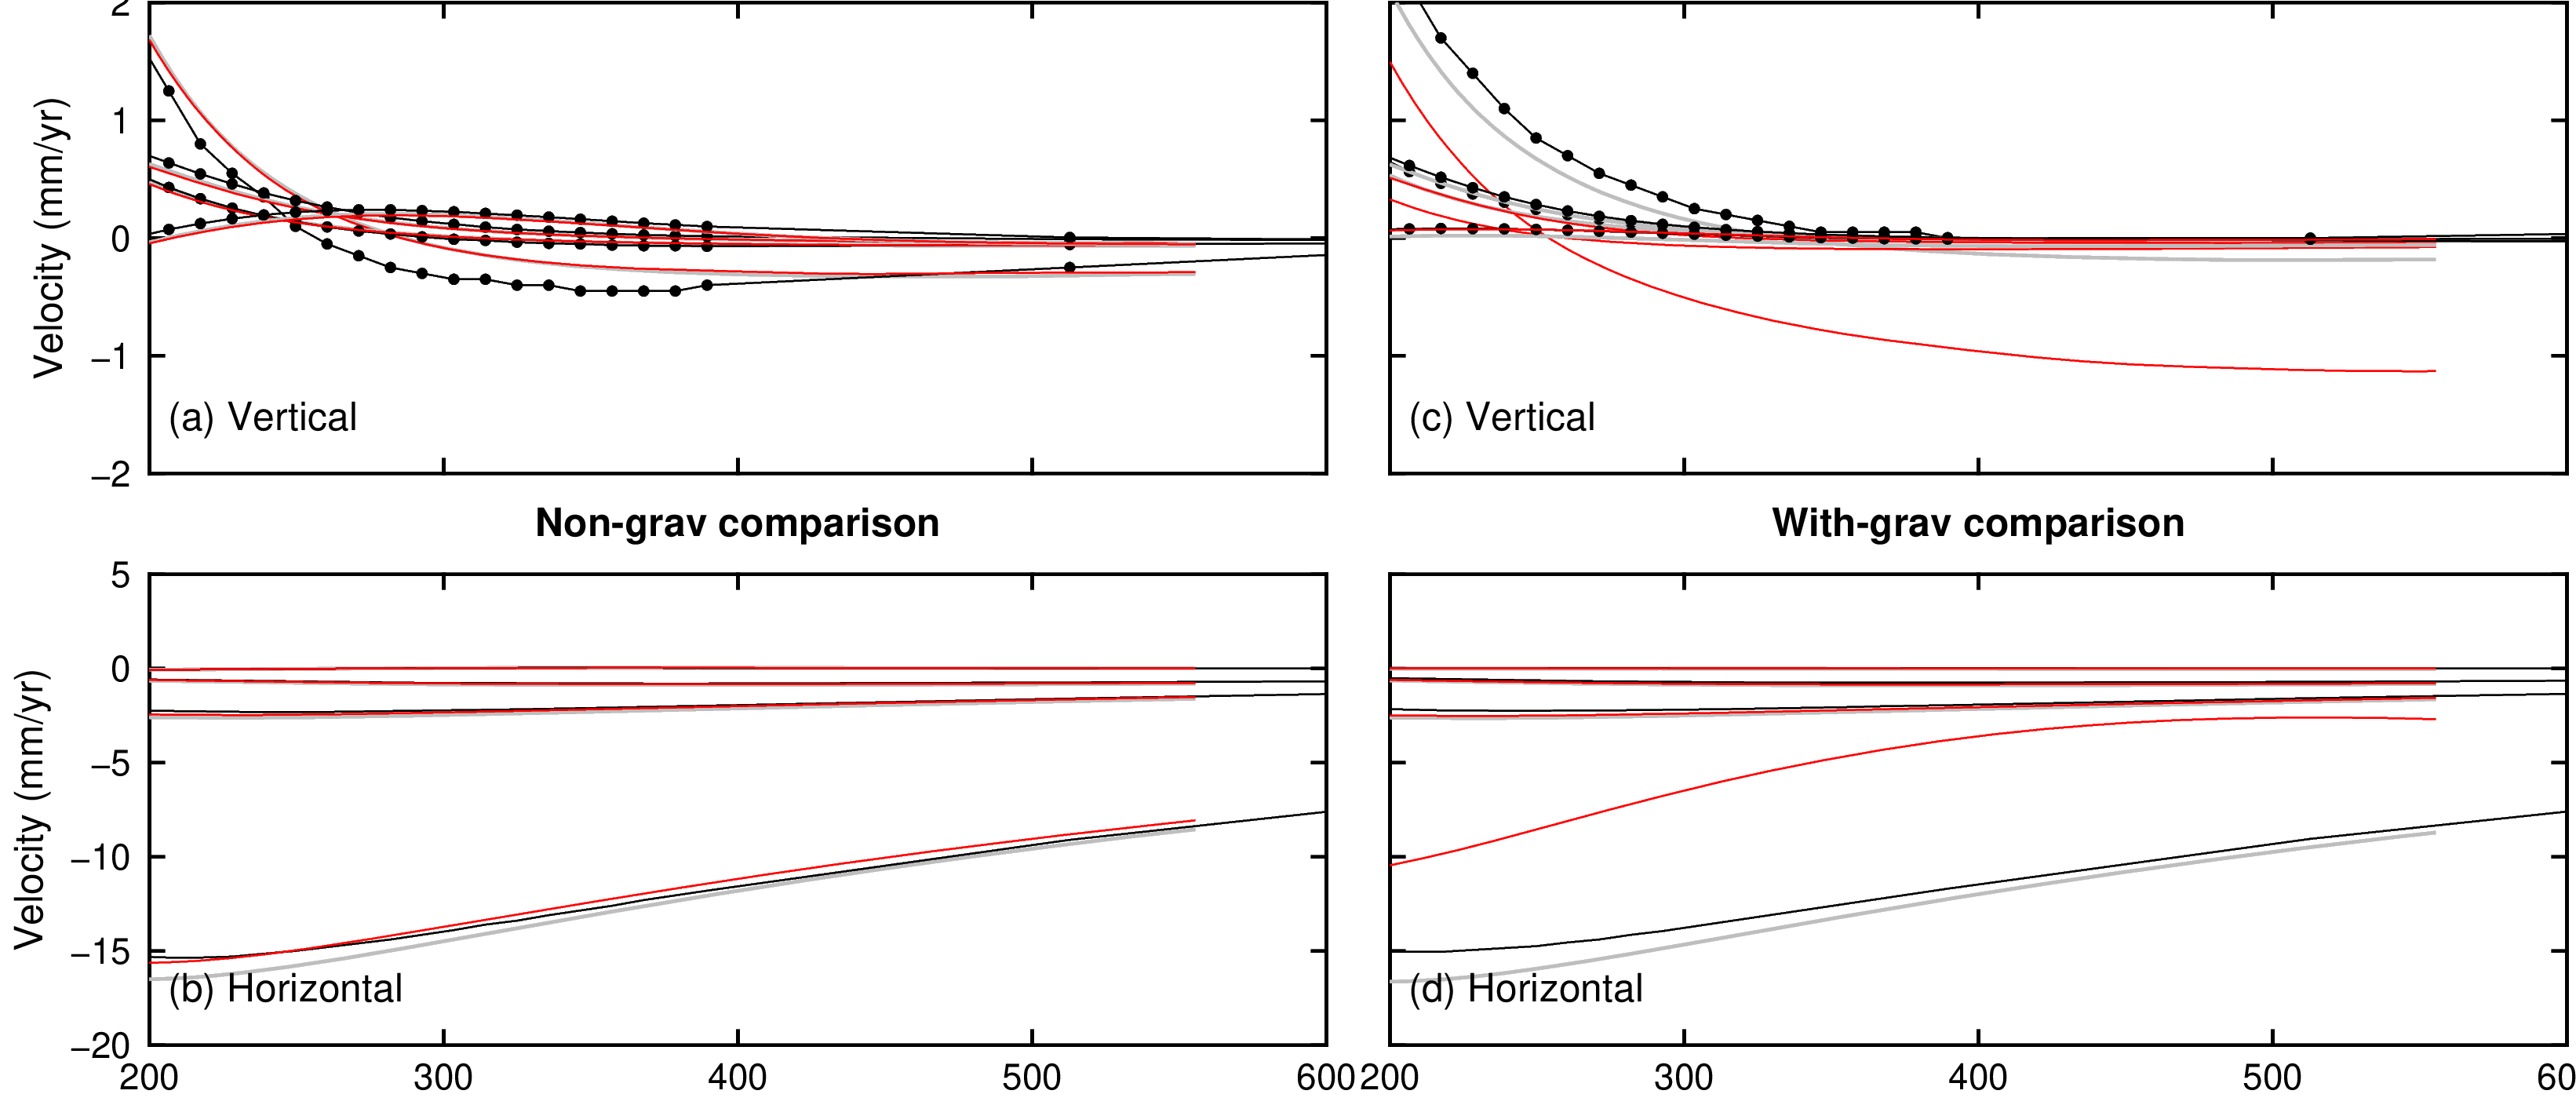 2
1
0
−1
−2
Velocity (mm/yr)
(a) Vertical
(c) Vertical
Non-grav comparison
With-grav comparison
5
0
−5
−10
−15
−20
Velocity (mm/yr)
(b) Horizontal
(d) Horizontal
200 300 400 500 600 200 300 400 500 60